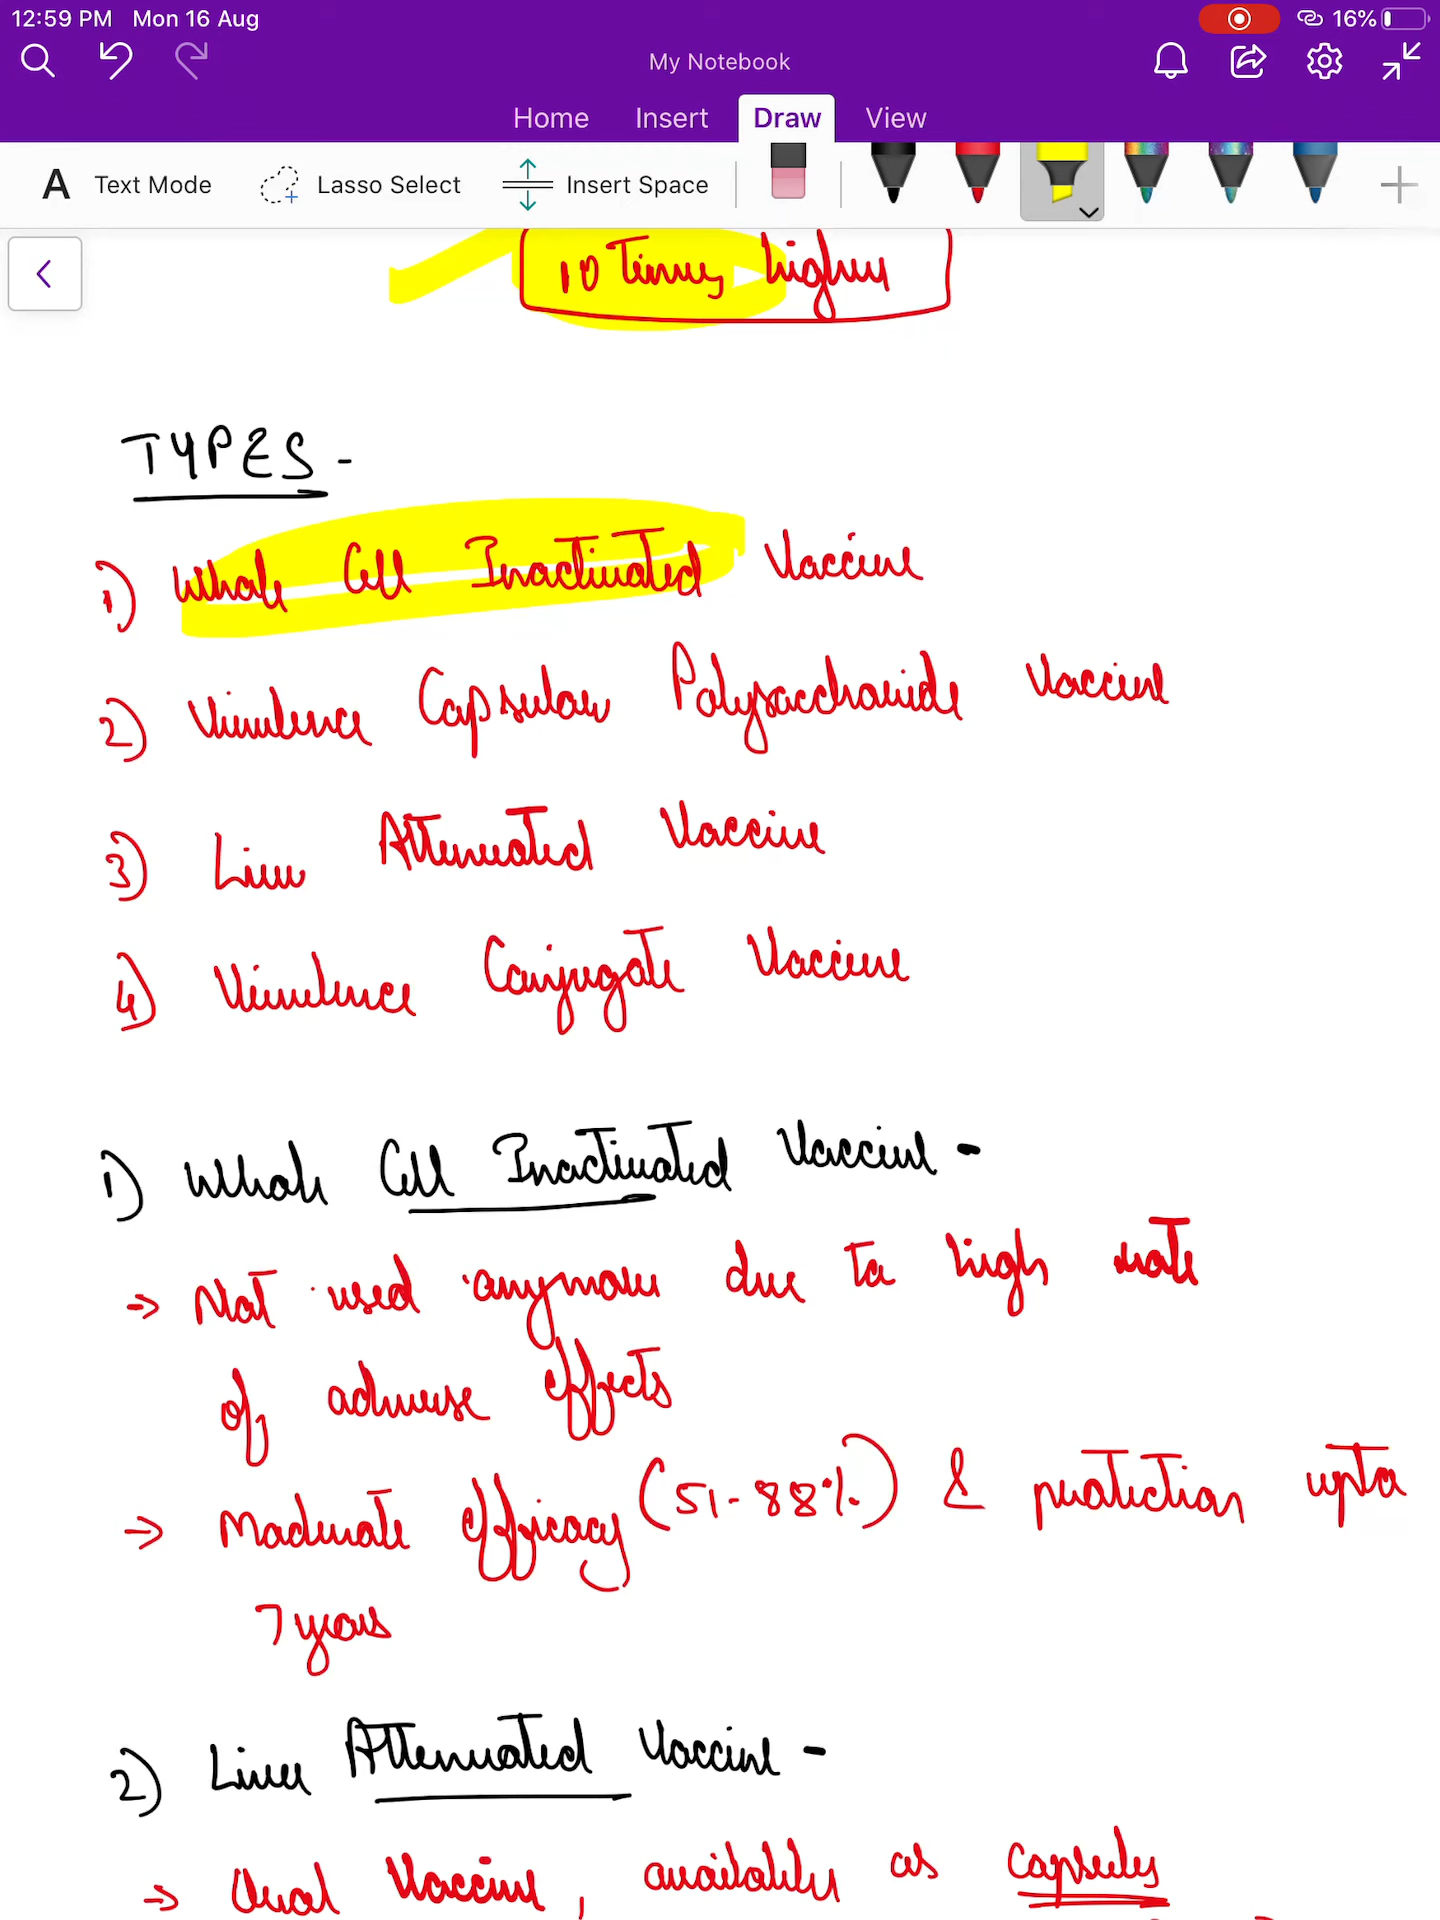 12:59 PM Mon 16 Aug
16%
My Notebook
Home Insert Draw View
A Text Mode Lasso Select Insert Space
10 Times higher
TYPES -
1) Whole Cell Inactivated Vaccine
2) Virulence Capsular Polysaccharide Vaccine
3) Live Attenuated Vaccine
4) Virulence Conjugate Vaccine
1) Whole Cell Inactivated Vaccine -
→ Not used anymore due to high rate
of adverse effects
→ Moderate efficacy (51-88%) & protection upto
7 years
2) Live Attenuated Vaccine -
→ Oral Vaccine, available as capsules